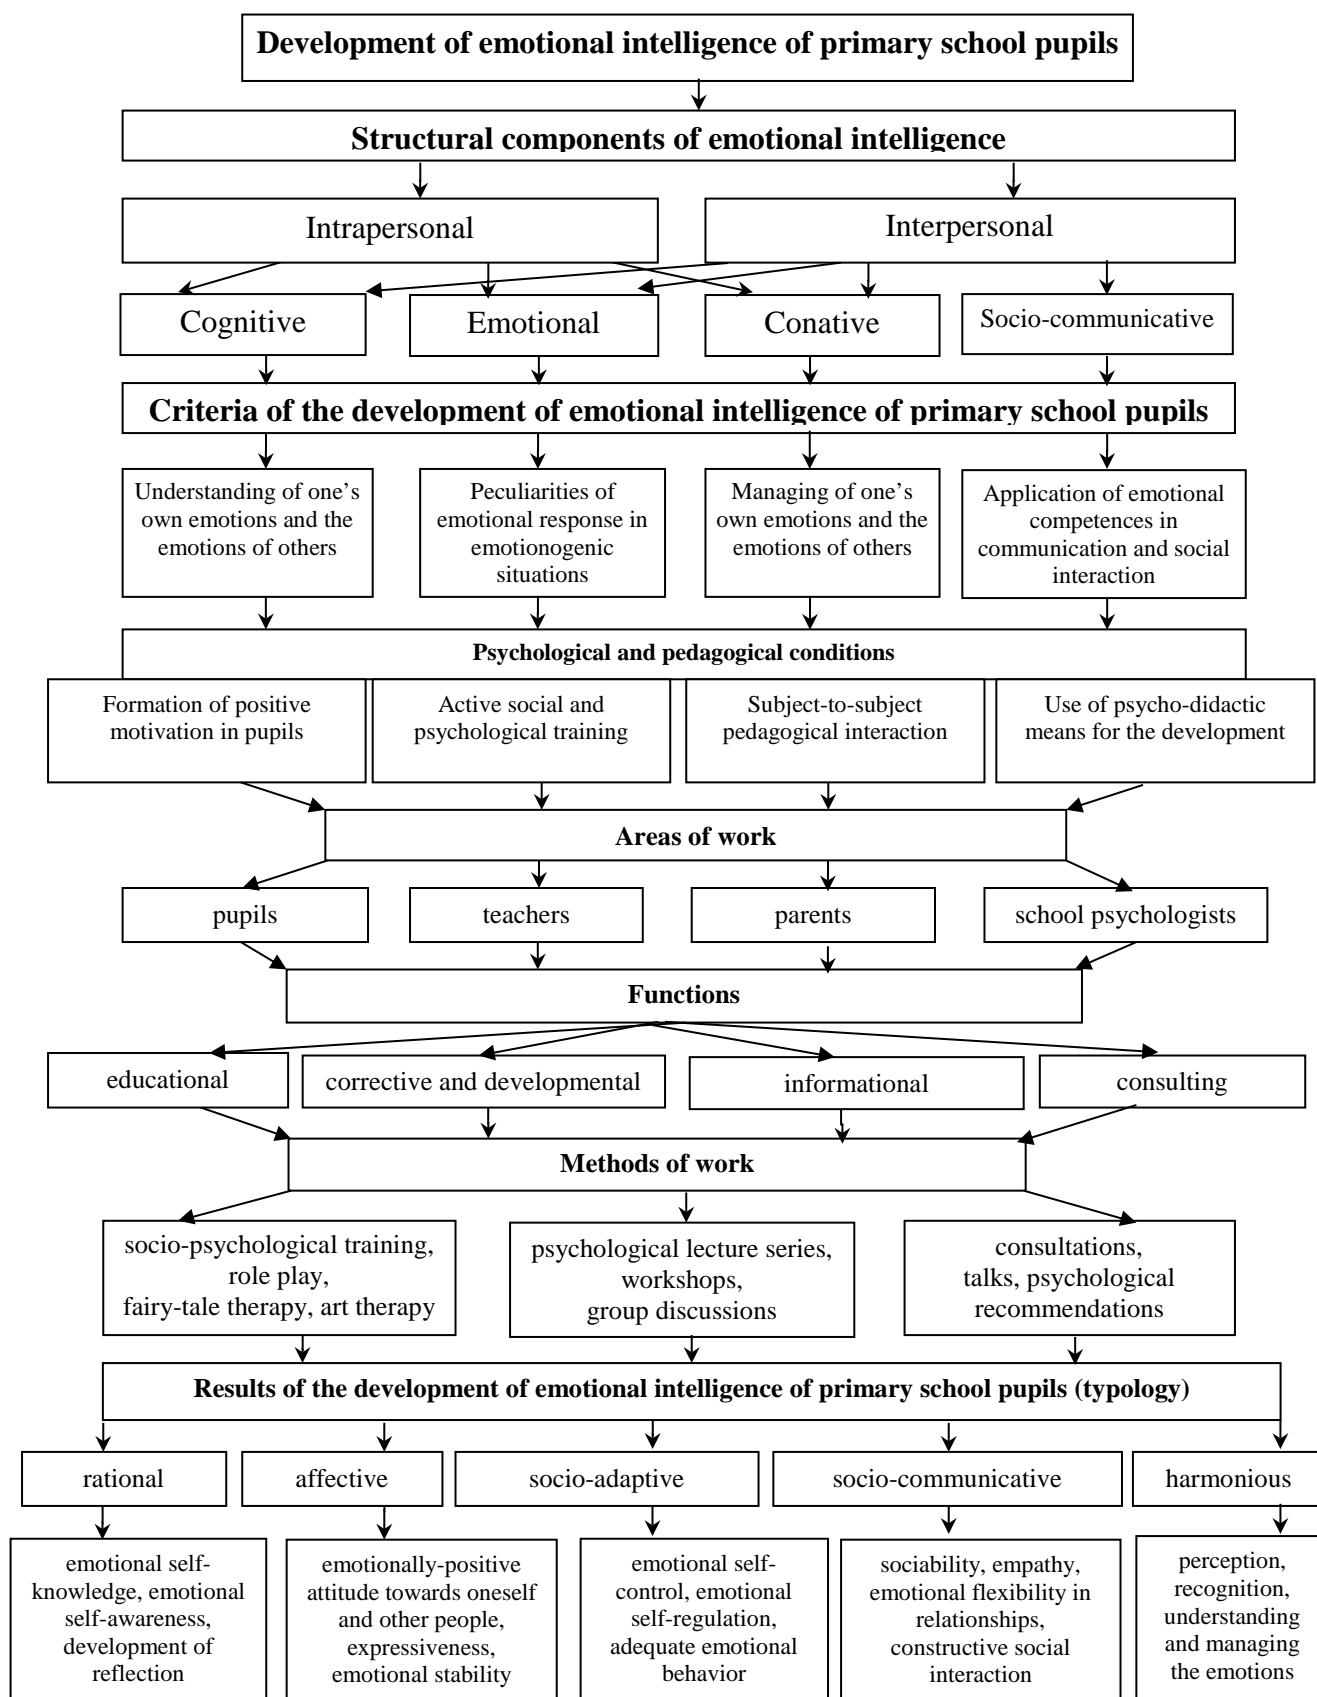 Development of emotional intelligence of primary school pupils
Structural components of emotional intelligence
Intrapersonal
Interpersonal
Cognitive
Emotional
Conative
Socio-communicative
Criteria of the development of emotional intelligence of primary school pupils
Understanding of one’s
own emotions and the
emotions of others
Peculiarities of
emotional response in
emotionogenic
situations
Managing of one’s
own emotions and the
emotions of others
Application of emotional
competences in
communication and social
interaction
Psychological and pedagogical conditions
Formation of positive
motivation in pupils
Active social and
psychological training
Subject-to-subject
pedagogical interaction
Use of psycho-didactic
means for the development
Areas of work
pupils
teachers
parents
school psychologists
Functions
educational
corrective and developmental
informational
consulting
Methods of work
socio-psychological training,
role play,
fairy-tale therapy, art therapy
psychological lecture series,
workshops,
group discussions
consultations,
talks, psychological
recommendations
Results of the development of emotional intelligence of primary school pupils (typology)
rational
affective
socio-adaptive
socio-communicative
harmonious
emotional self-
knowledge, emotional
self-awareness,
development of
reflection
emotionally-positive
attitude towards oneself
and other people,
expressiveness,
emotional stability
emotional self-
control, emotional
self-regulation,
adequate emotional
behavior
sociability, empathy,
emotional flexibility in
relationships,
constructive social
interaction
perception,
recognition,
understanding
and managing
the emotions